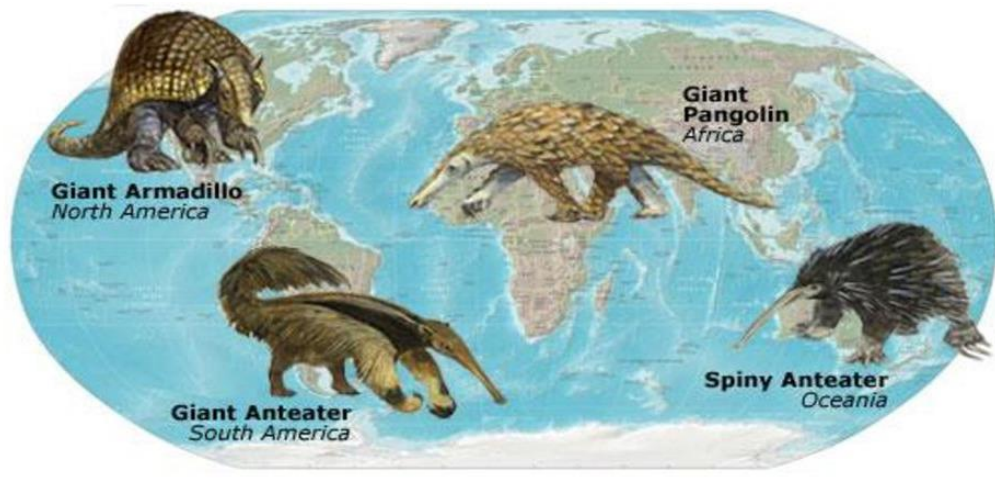 Giant Armadillo
North America
Giant
Pangolin
Africa
Giant Anteater
South America
Spiny Anteater
Oceania